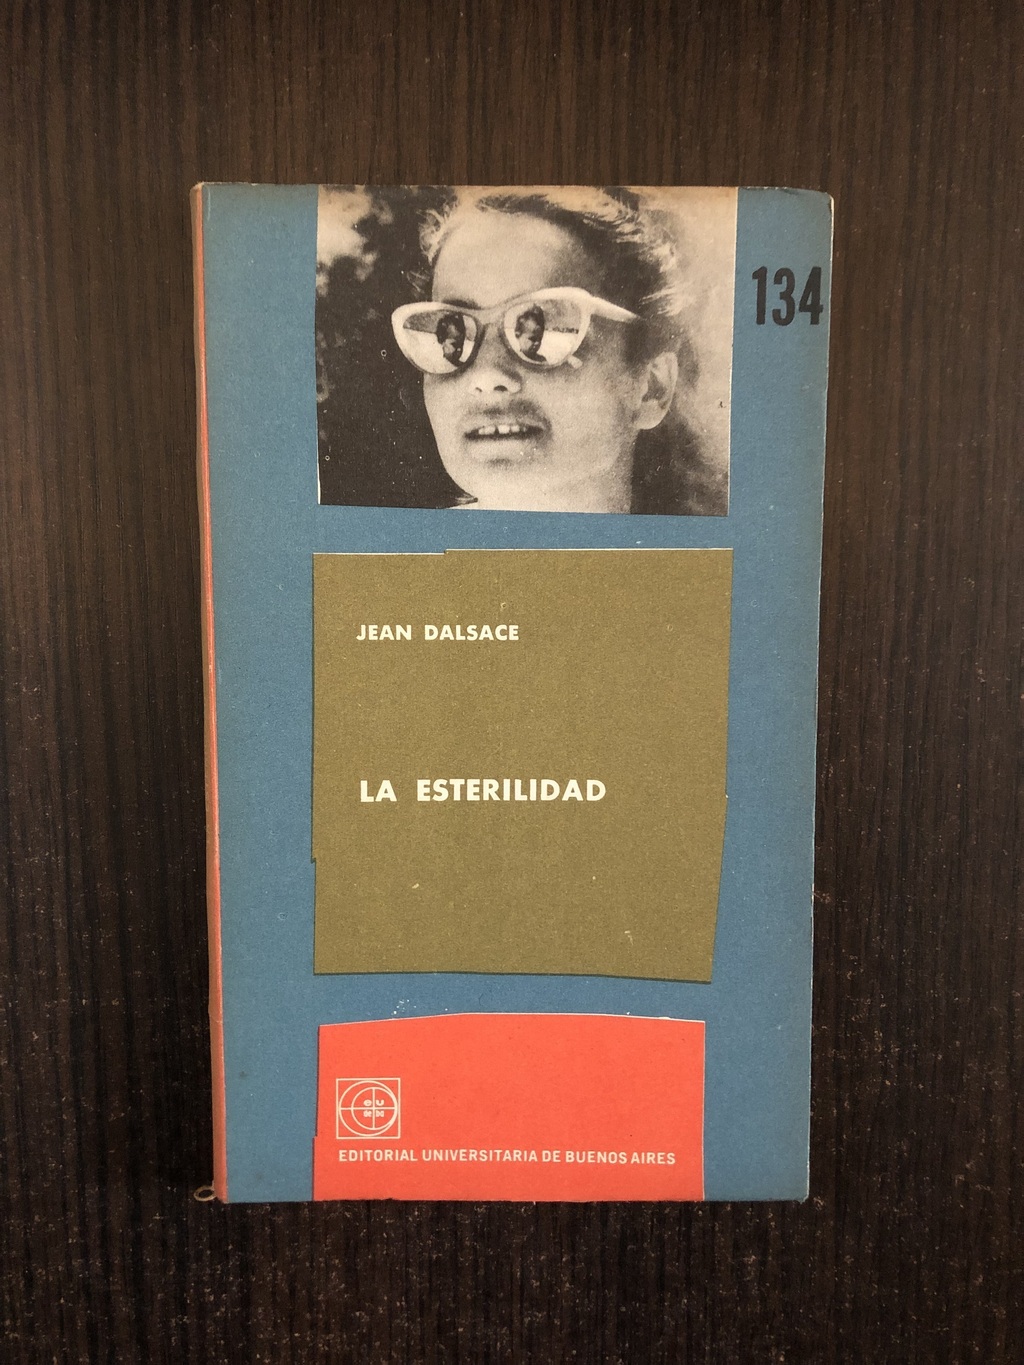 134
JEAN DALSACE
LA ESTERILIDAD
EDITORIAL UNIVERSITARIA DE BUENOS AIRES